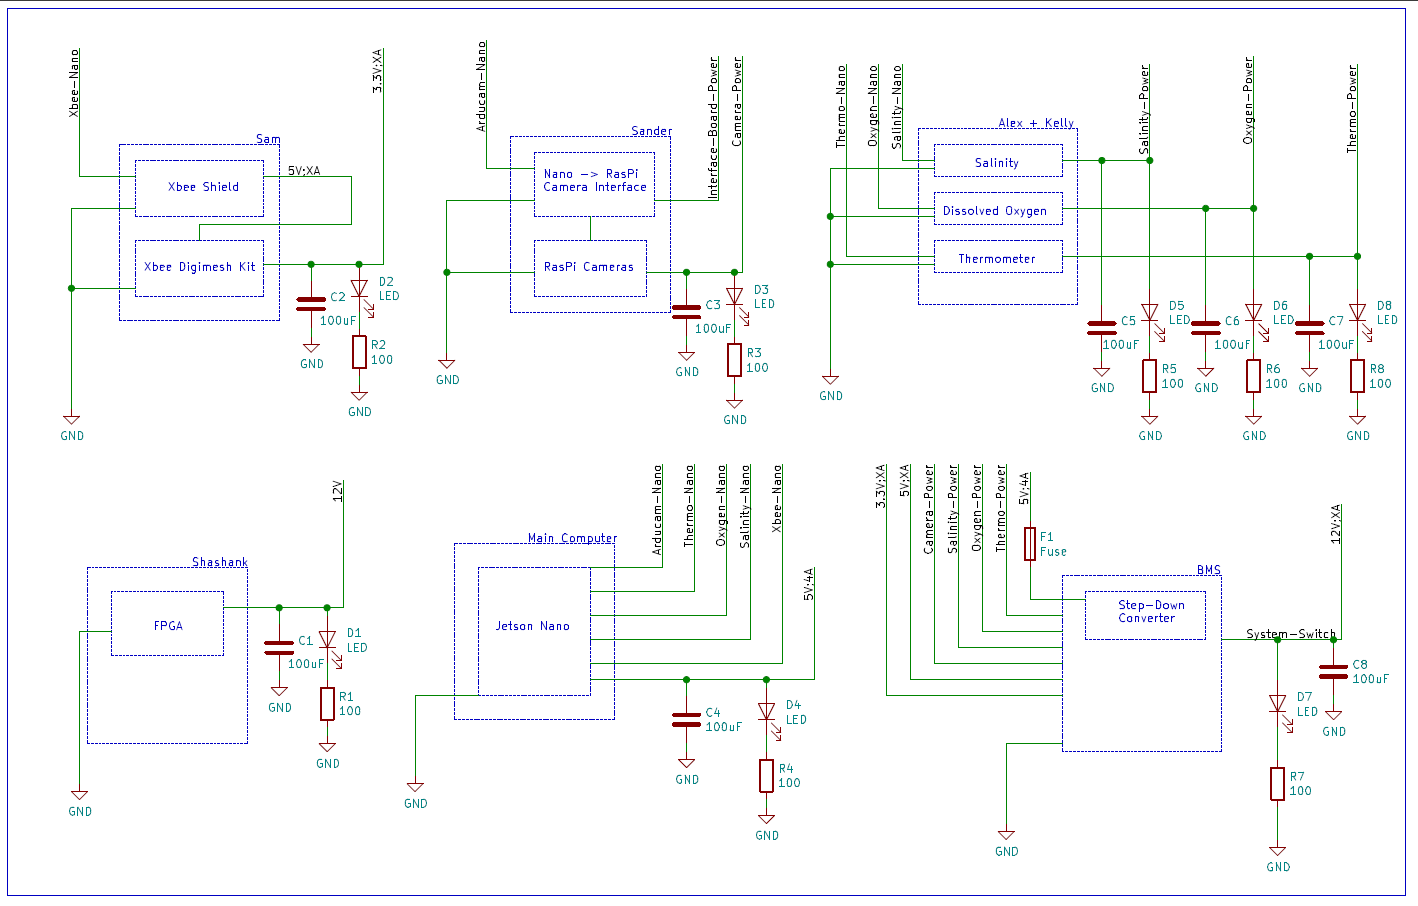 Xbee-Nano
3.3V;XA
Sam
Xbee Shield
5V;XA
Xbee Digimesh Kit
C2
100uF
GND
D2
LED
R2
100
GND
GND
Arducam-Nano
Interface-Board-Power
Camera-Power
Sander
Nano -> RasPi
Camera Interface
RasPi Cameras
C3
100uF
GND
D3
LED
R3
100
GND
GND
Thermo-Nano
Oxygen-Nano
Salinity-Nano
Salinity-Power
Oxygen-Power
Thermo-Power
Alex + Kelly
Salinity
Dissolved Oxygen
Thermometer
GND
C5
100uF
GND
D5
LED
R5
100
GND
C6
100uF
GND
D6
LED
R6
100
GND
C7
100uF
GND
D8
LED
R8
100
GND
12V
Shashank
FPGA
C1
100uF
GND
D1
LED
R1
100
GND
GND
Arducam-Nano
Thermo-Nano
Oxygen-Nano
Salinity-Nano
Xbee-Nano
5V;4A
Main Computer
Jetson Nano
C4
100uF
GND
D4
LED
R4
100
GND
GND
3.3V;XA
5V;XA
Camera-Power
Salinity-Power
Oxygen-Power
Thermo-Power
5V;4A
F1
Fuse
12V;XA
BMS
Step-Down
Converter
System-Switch
C8
100uF
GND
D7
LED
R7
100
GND
GND